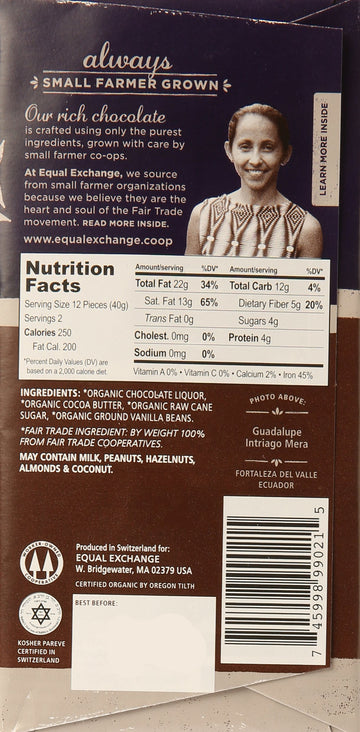 always
SMALL FARMER GROWN
Our rich chocolate
is crafted using only the purest
ingredients, grown with care by
small farmer co-ops.
At Equal Exchange, we source
from small farmer organizations
because we believe they are the
heart and soul of the Fair Trade
movement. READ MORE INSIDE.
www.equalexchange.coop
LEARN MORE INSIDE
Nutrition
Facts
Serving Size 12 Pieces (40g)
Servings 2
Calories 250
Fat Cal. 200
*Percent Daily Values (DV) are
based on a 2,000 calorie diet.
Amount/serving %DV*
Total Fat 22g 34%
Sat. Fat 13g 65%
Trans Fat 0g
Cholest. 0mg 0%
Sodium 0mg 0%
Amount/serving %DV*
Total Carb 12g 4%
Dietary Fiber 5g 20%
Sugars 4g
Protein 4g
Vitamin A 0% • Vitamin C 0% • Calcium 2% • Iron 45%
INGREDIENTS: *ORGANIC CHOCOLATE LIQUOR,
*ORGANIC COCOA BUTTER, *ORGANIC RAW CANE
SUGAR, *ORGANIC GROUND VANILLA BEANS.
*FAIR TRADE INGREDIENT: BY WEIGHT 100%
FROM FAIR TRADE COOPERATIVES.
MAY CONTAIN MILK, PEANUTS, HAZELNUTS,
ALMONDS & COCONUT.
PHOTO ABOVE:
Guadalupe
Intriago Mera
FORTALEZA DEL VALLE
ECUADOR
WORKER OWNED
COOPERATIVE
Produced in Switzerland for:
EQUAL EXCHANGE
W. Bridgewater, MA 02379 USA
CERTIFIED ORGANIC BY OREGON TILTH
KOSHER PAREVE
CERTIFIED IN
SWITZERLAND
BEST BEFORE:
7 45998 99021 5